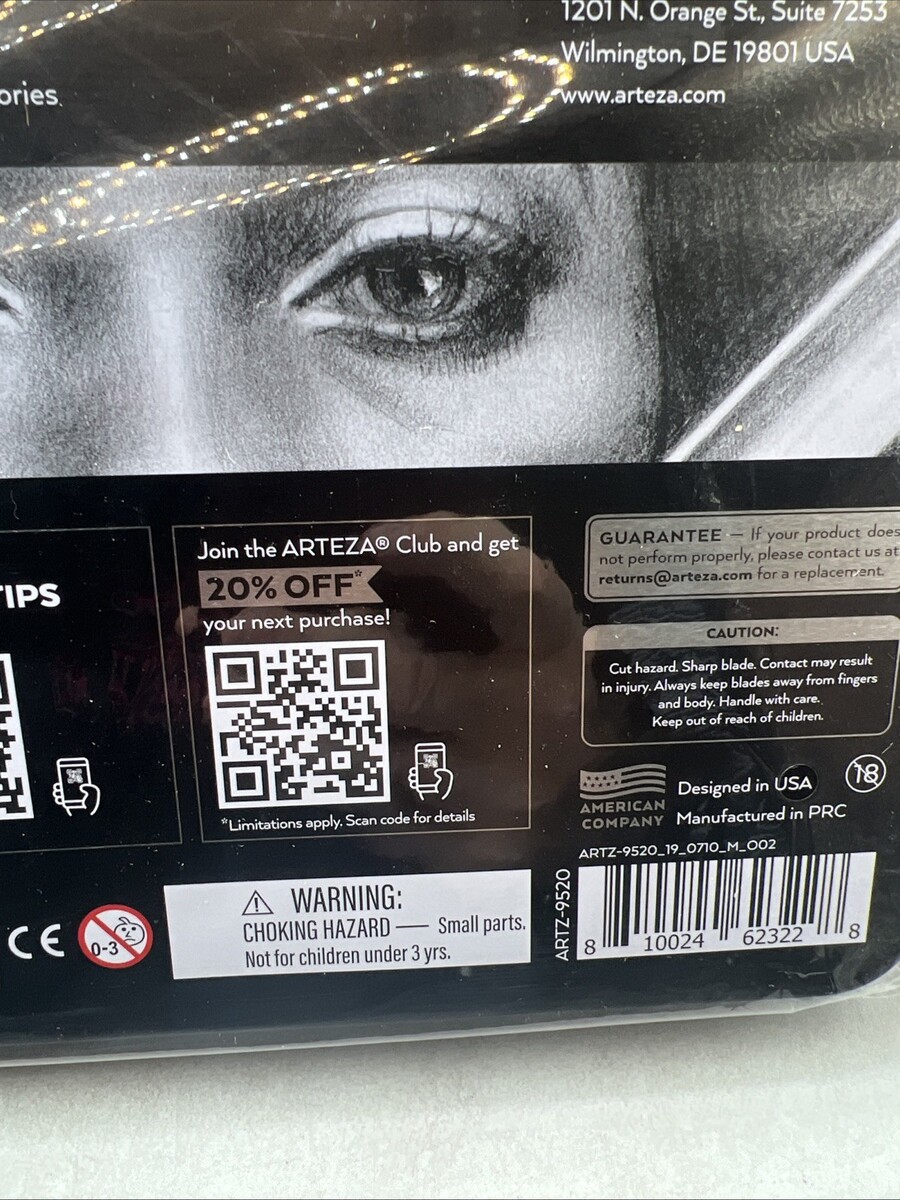 1201 N. Orange St., Suite 7253
Wilmington, DE 19801 USA
www.arteza.com
ories
TIPS
Join the ARTEZA® Club and get
20% OFF*
your next purchase!
*Limitations apply. Scan code for details
GUARANTEE — If your product does
not perform properly, please contact us at
returns@arteza.com for a replacement.
CAUTION:
Cut hazard. Sharp blade. Contact may result
in injury. Always keep blades away from fingers
and body. Handle with care.
Keep out of reach of children.
AMERICAN
COMPANY
Designed in USA
Manufactured in PRC
18
ARTZ-9520_19_0710_M_002
ARTZ-9520
8 10024 62322 8
CE
0-3
WARNING:
CHOKING HAZARD — Small parts.
Not for children under 3 yrs.